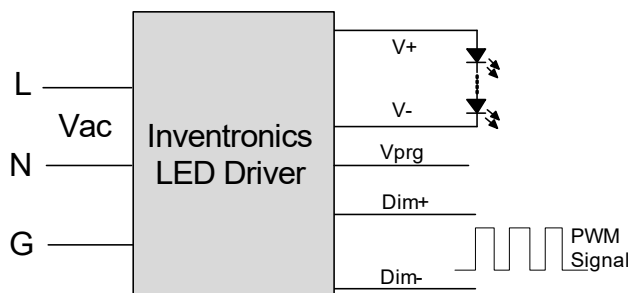 L
Vac
N
G
Inventronics
LED Driver
V+
V-
Vprg
Dim+
PWM
Signal
Dim-